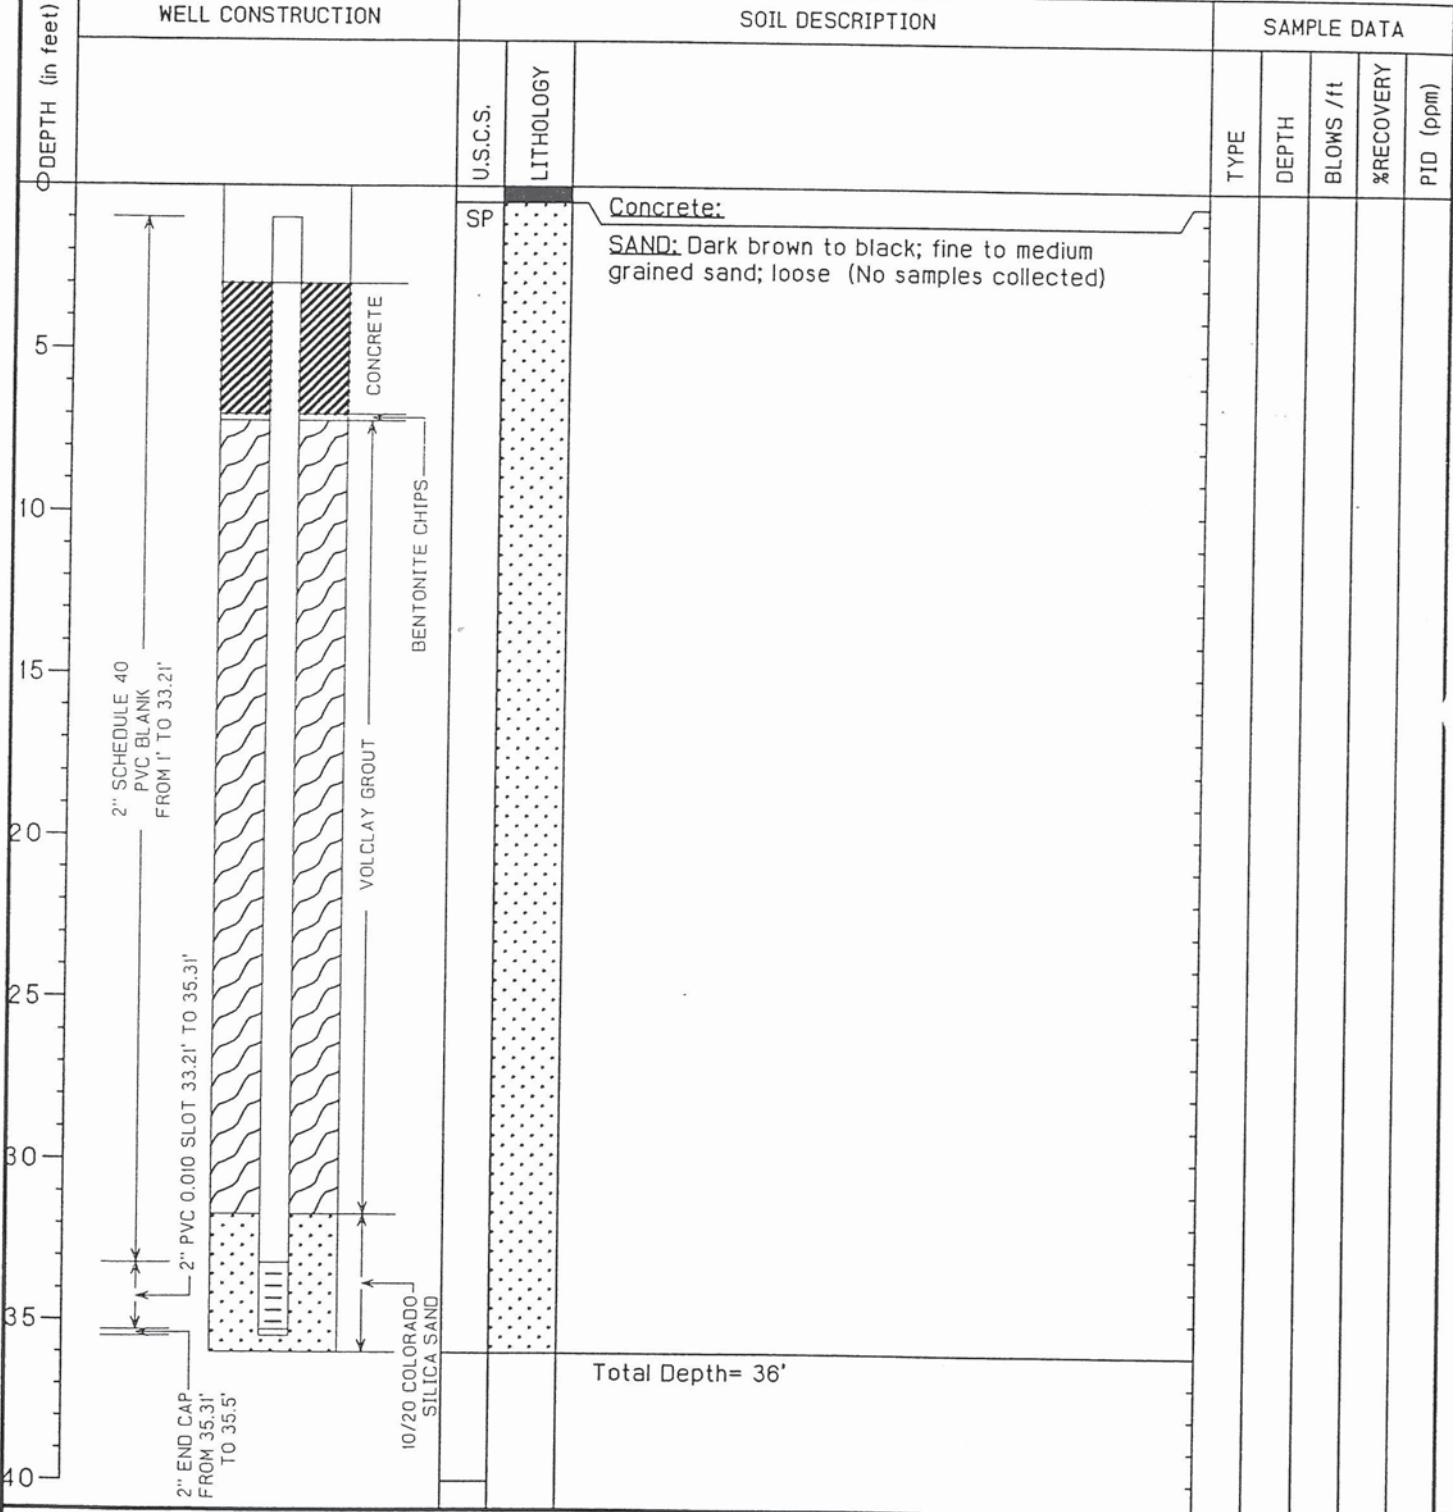 WELL CONSTRUCTION
SOIL DESCRIPTION
SAMPLE DATA
DEPTH (in feet)
U.S.C.S.
LITHOLOGY
TYPE
DEPTH
BLOWS /ft
%RECOVERY
PID (ppm)
0
5
10
15
20
25
30
35
40
SP
Concrete:
SAND: Dark brown to black; fine to medium
grained sand; loose (No samples collected)
CONCRETE
BENTONITE CHIPS
2" SCHEDULE 40
PVC BLANK
FROM 1' TO 33.21'
VOLCLAY GROUT
2" PVC 0.010 SLOT 33.21' TO 35.31'
10/20 COLORADO
SILICA SAND
2" END CAP
FROM 35.31'
TO 35.5'
Total Depth= 36'